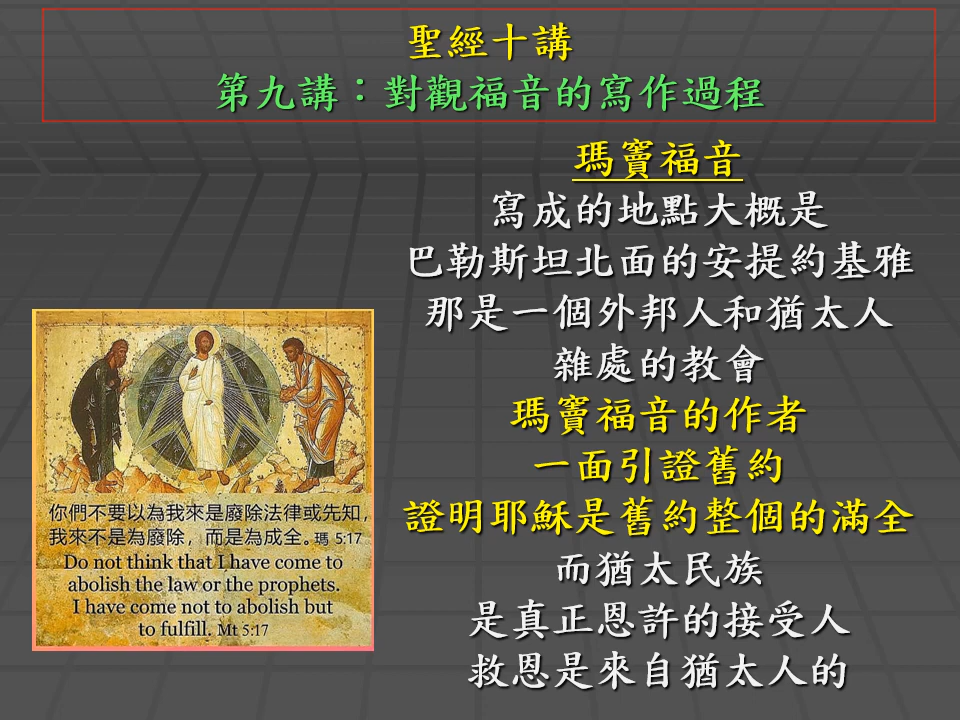 聖經十講
第九講：對觀福音的寫作過程
瑪竇福音
寫成的地點大概是
巴勒斯坦北面的安提約基雅
那是一個外邦人和猶太人
雜處的教會
瑪竇福音的作者
一面引證舊約
證明耶穌是舊約整個的滿全
而猶太民族
是真正恩許的接受人
救恩是來自猶太人的
你們不要以為我來是廢除法律或先知，
我來不是為廢除，而是為成全。瑪 5:17
Do not think that I have come to
abolish the law or the prophets.
I have come not to abolish but
to fulfill. Mt 5:17